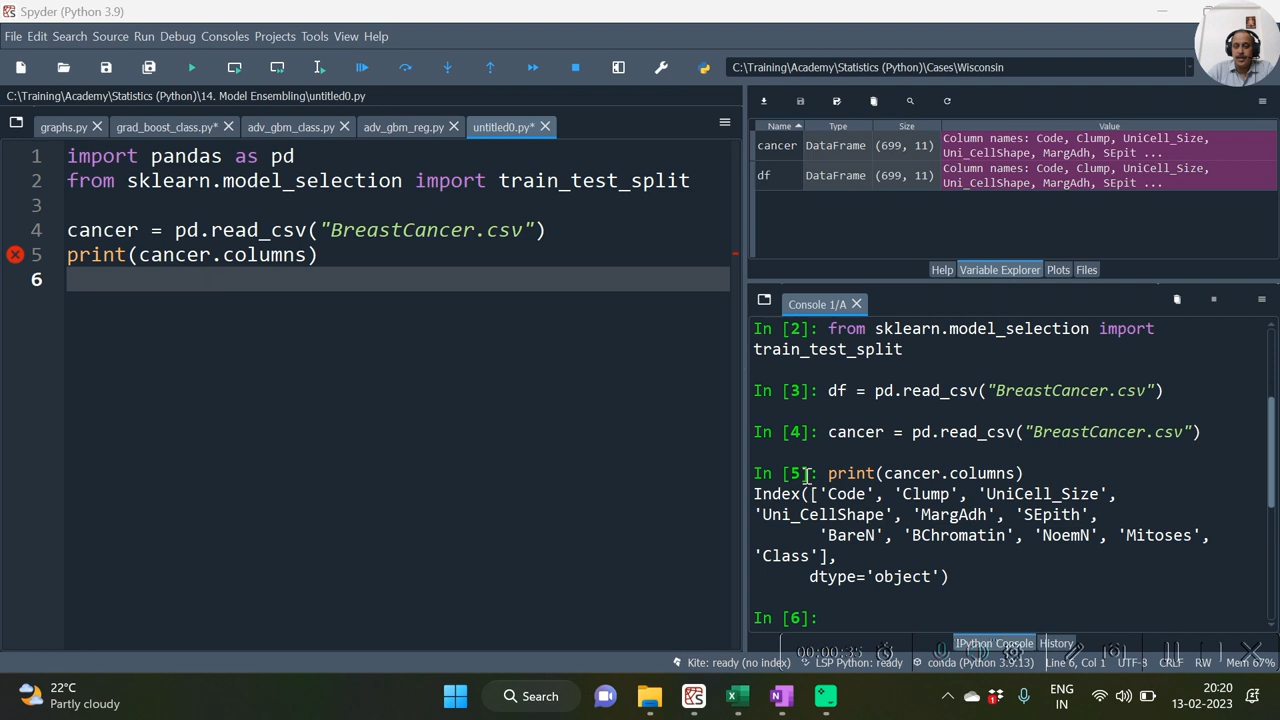 Spyder (Python 3.9)
File Edit Search Source Run Debug Consoles Projects Tools View Help
C:\Training\Academy\Statistics (Python)\Cases\Wisconsin
C:\Training\Academy\Statistics (Python)\14. Model Ensembling\untitled0.py
graphs.py grad_boost_class.py* adv_gbm_class.py adv_gbm_reg.py untitled0.py*
1 import pandas as pd
2 from sklearn.model_selection import train_test_split
3
4 cancer = pd.read_csv("BreastCancer.csv")
5 print(cancer.columns)
6
Name Type Size Value
cancer DataFrame (699, 11) Column names: Code, Clump, UniCell_Size,
Uni_CellShape, MargAdh, SEpit ...
df DataFrame (699, 11) Column names: Code, Clump, UniCell_Size,
Uni_CellShape, MargAdh, SEpit ...
Help Variable Explorer Plots Files
Console 1/A
In [2]: from sklearn.model_selection import
train_test_split
In [3]: df = pd.read_csv("BreastCancer.csv")
In [4]: cancer = pd.read_csv("BreastCancer.csv")
In [5]: print(cancer.columns)
Index(['Code', 'Clump', 'UniCell_Size',
'Uni_CellShape', 'MargAdh', 'SEpith',
'BareN', 'BChromatin', 'NoemN', 'Mitoses',
'Class'],
dtype='object')
In [6]:
IPython Console History
00:00:35
Kite: ready (no index) LSP Python: ready conda (Python 3.9.13) Line 6, Col 1 UTF-8 CRLF RW Mem 67%
22°C
Partly cloudy
Search
ENG
IN
20:20
13-02-2023